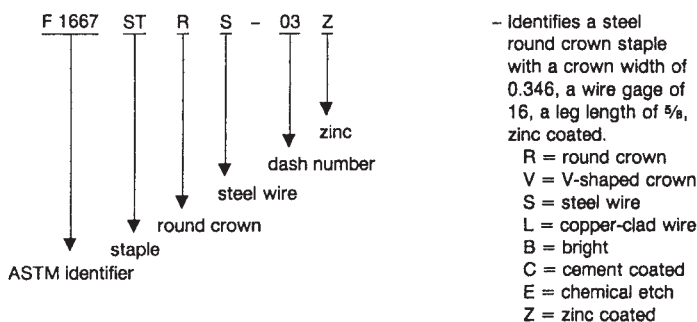 F 1667 ST R S - 03 Z
zinc
dash number
steel wire
round crown
staple
ASTM identifier
– Identifies a steel
round crown staple
with a crown width of
0.346, a wire gage of
16, a leg length of 5/8,
zinc coated.
R = round crown
V = V-shaped crown
S = steel wire
L = copper-clad wire
B = bright
C = cement coated
E = chemical etch
Z = zinc coated